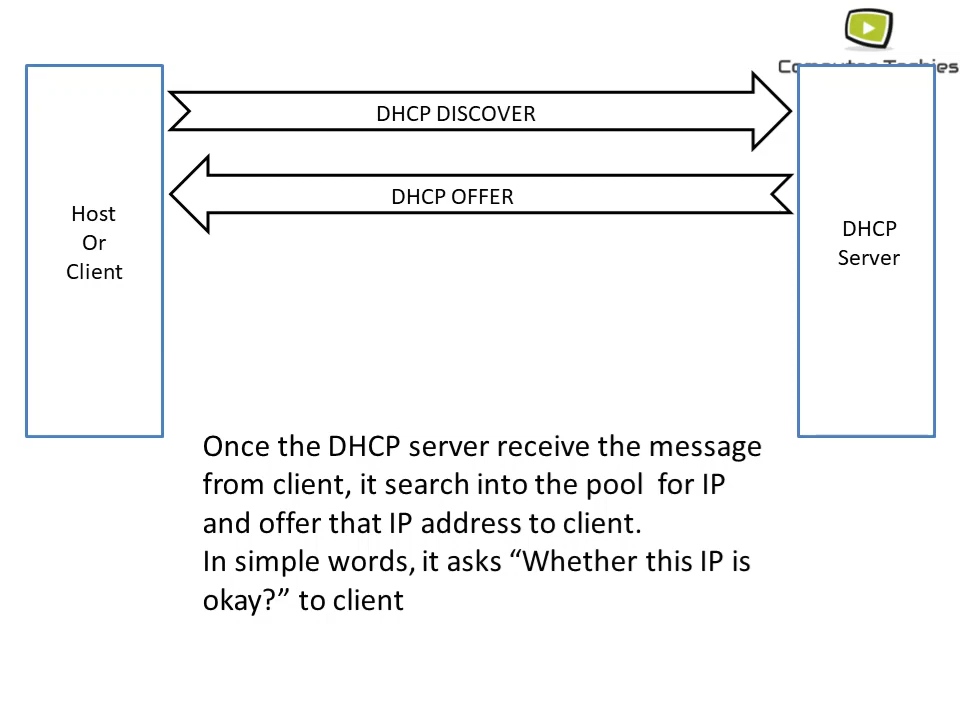 Computer Techies
DHCP DISCOVER
DHCP OFFER
Host
Or
Client
DHCP
Server
Once the DHCP server receive the message
from client, it search into the pool  for IP
and offer that IP address to client.
In simple words, it asks “Whether this IP is
okay?” to client